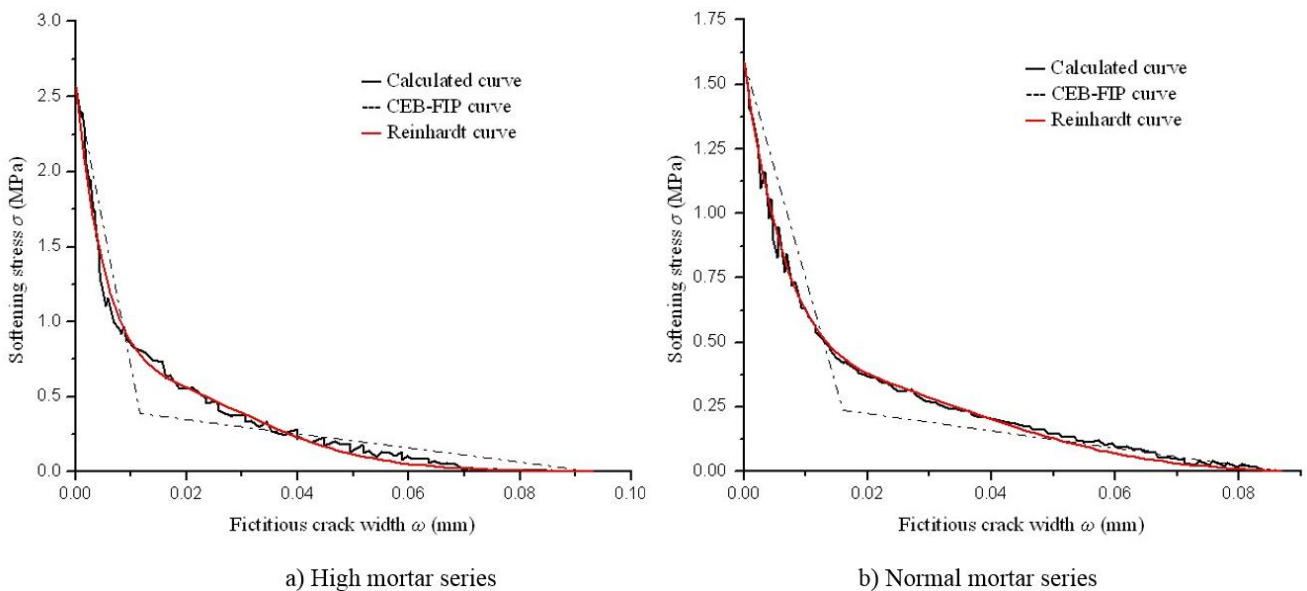 3.0
2.5
2.0
1.5
1.0
0.5
0.0
0.00 0.02 0.04 0.06 0.08 0.10
Softening stress σ (MPa)
Fictitious crack width ω (mm)
Calculated curve
CEB-FIP curve
Reinhardt curve
a) High mortar series
1.75
1.50
1.25
1.00
0.75
0.50
0.25
0.00
0.00 0.02 0.04 0.06 0.08
Softening stress σ (MPa)
Fictitious crack width ω (mm)
Calculated curve
CEB-FIP curve
Reinhardt curve
b) Normal mortar series